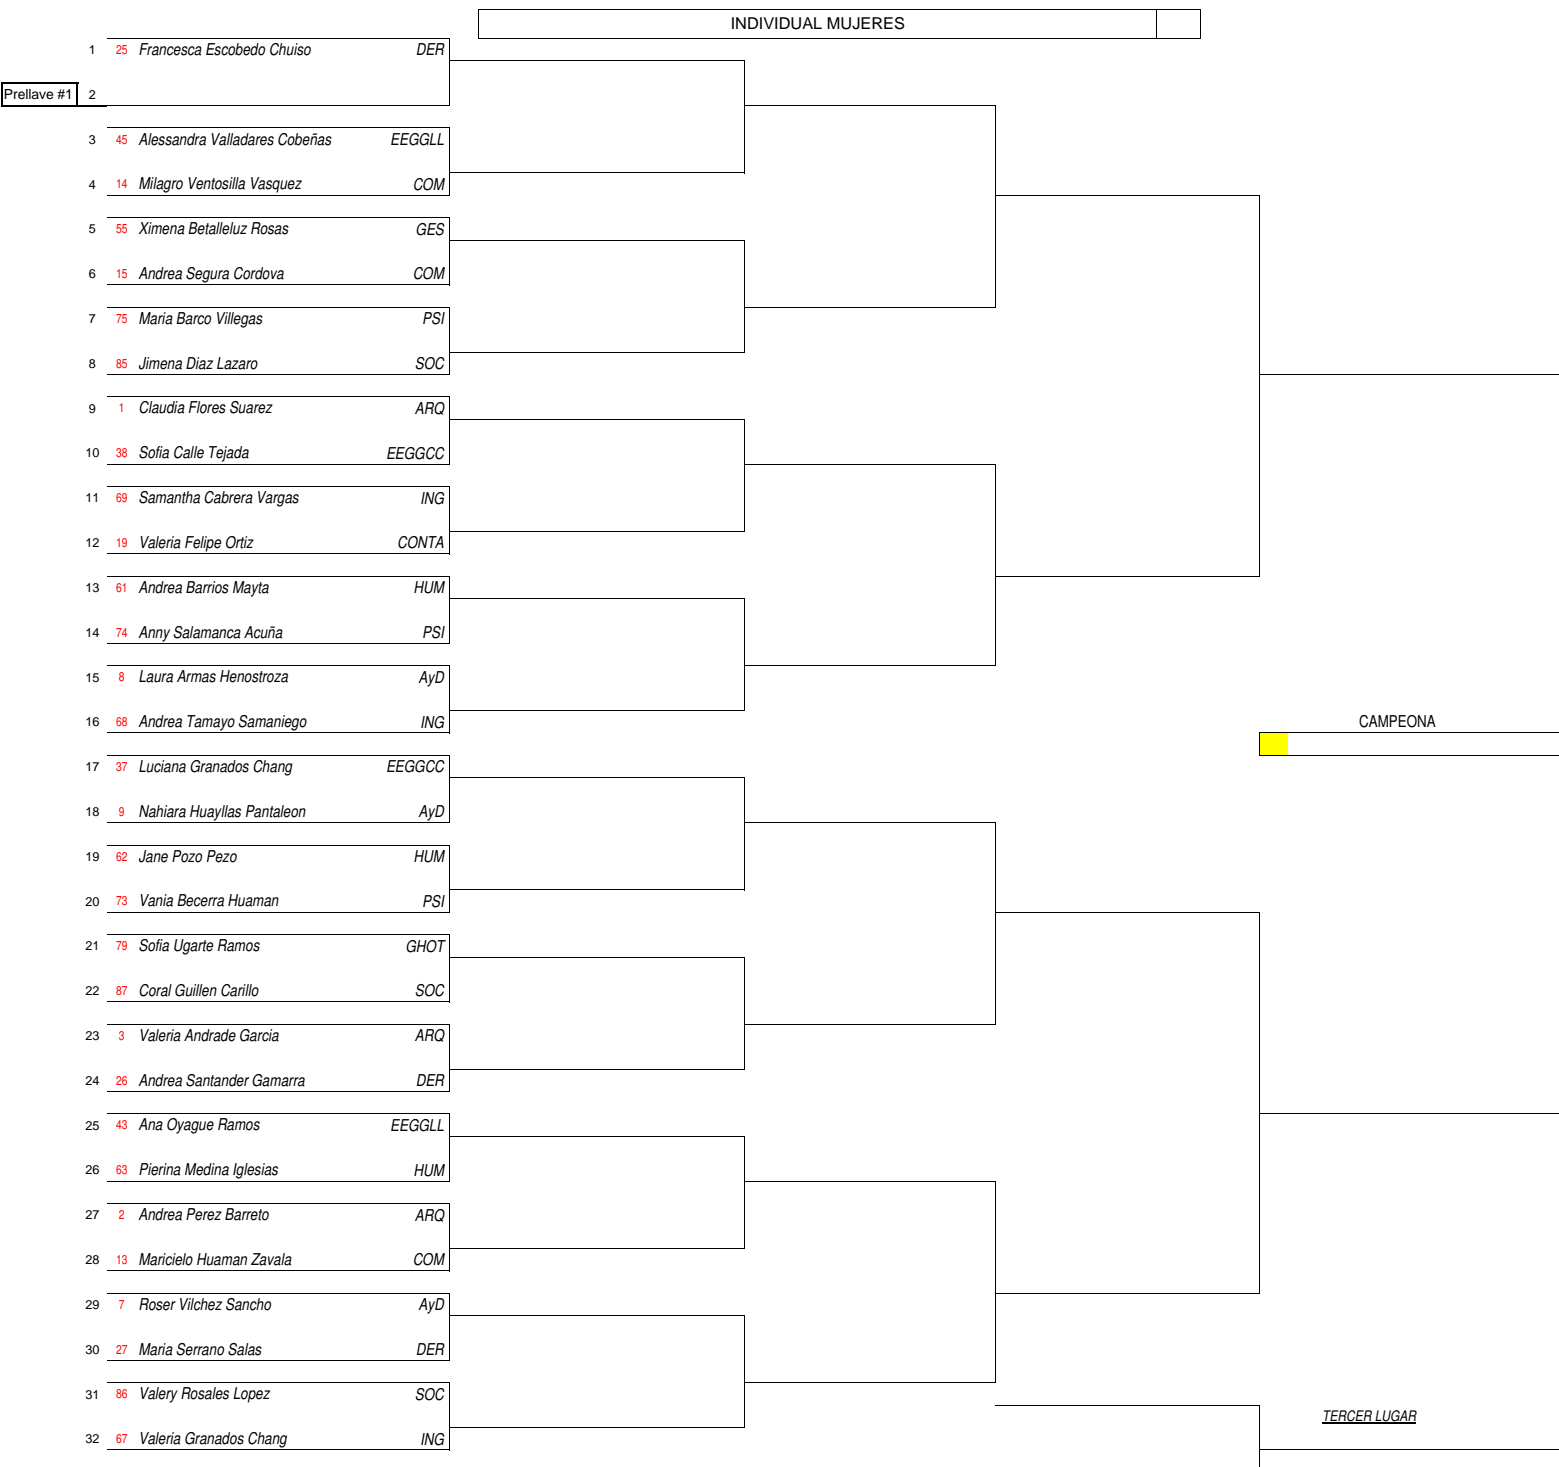 INDIVIDUAL MUJERES
1 25 Francesca Escobedo Chuiso DER
Prellave #1 2
3 45 Alessandra Valladares Cobeñas EEGGLL
4 14 Milagro Ventosilla Vasquez COM
5 55 Ximena Betalleluz Rosas GES
6 15 Andrea Segura Cordova COM
7 75 Maria Barco Villegas PSI
8 85 Jimena Diaz Lazaro SOC
9 1 Claudia Flores Suarez ARQ
10 38 Sofia Calle Tejada EEGGCC
11 69 Samantha Cabrera Vargas ING
12 19 Valeria Felipe Ortiz CONTA
13 61 Andrea Barrios Mayta HUM
14 74 Anny Salamanca Acuña PSI
15 8 Laura Armas Henostroza AyD
16 68 Andrea Tamayo Samaniego ING
CAMPEONA
17 37 Luciana Granados Chang EEGGCC
18 9 Nahiara Huayllas Pantaleon AyD
19 62 Jane Pozo Pezo HUM
20 73 Vania Becerra Huaman PSI
21 79 Sofia Ugarte Ramos GHOT
22 87 Coral Guillen Carillo SOC
23 3 Valeria Andrade Garcia ARQ
24 26 Andrea Santander Gamarra DER
25 43 Ana Oyague Ramos EEGGLL
26 63 Pierina Medina Iglesias HUM
27 2 Andrea Perez Barreto ARQ
28 13 Maricielo Huaman Zavala COM
29 7 Roser Vilchez Sancho AyD
30 27 Maria Serrano Salas DER
31 86 Valery Rosales Lopez SOC
TERCER LUGAR
32 67 Valeria Granados Chang ING